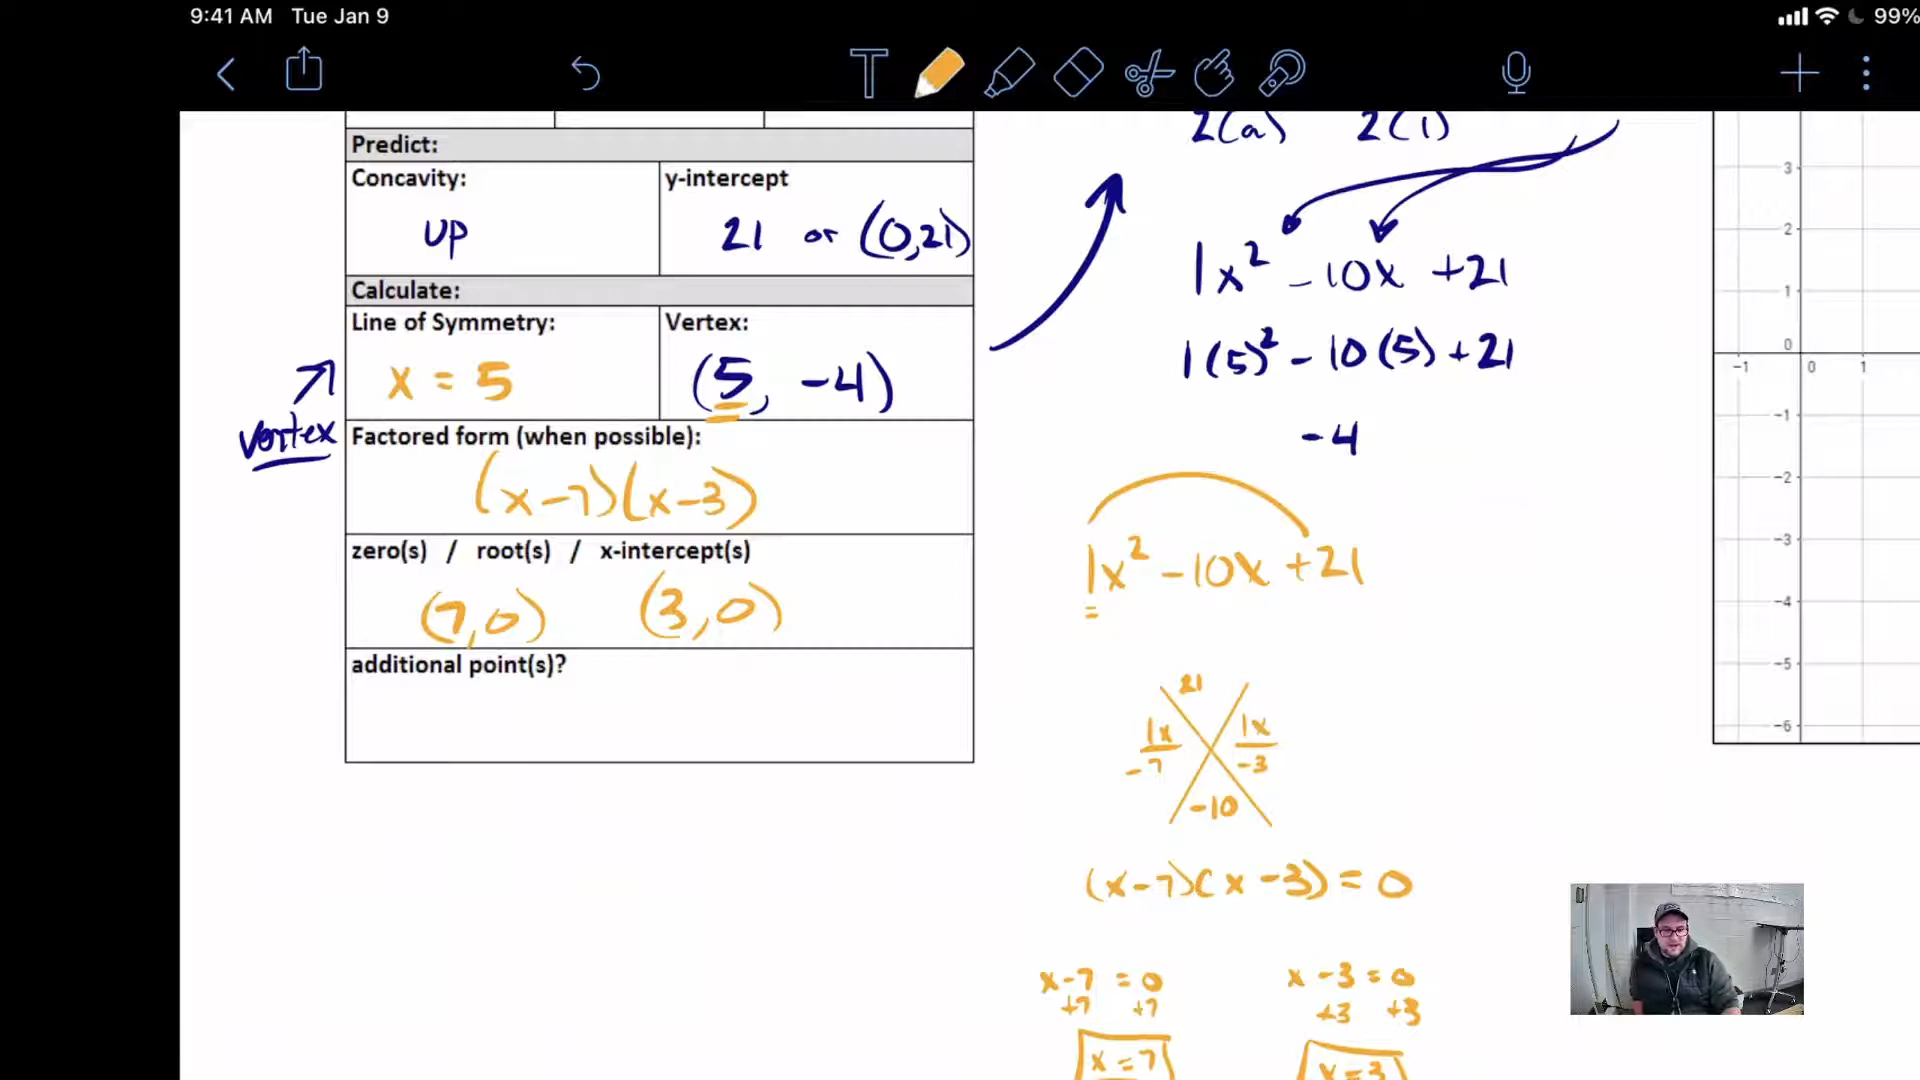 9:41 AM Tue Jan 9
99%
T
2(a) 2(1)
Predict:
Concavity:
y-intercept
UP
21 or (0,21)
Calculate:
Line of Symmetry:
Vertex:
x = 5
(5, -4)
vertex
Factored form (when possible):
(x-7)(x-3)
zero(s) / root(s) / x-intercept(s)
(7,0) (3,0)
additional point(s)?
1x² -10x +21
1(5)² - 10(5) +21
-4
1x² -10x +21
21
1x 1x
-7 -3
-10
(x-7)(x-3) = 0
x-7 = 0
+7 +7
x=7
x-3=0
+3 +3
x=3
3
2
1
0
-1 0 1
-1
-2
-3
-4
-5
-6